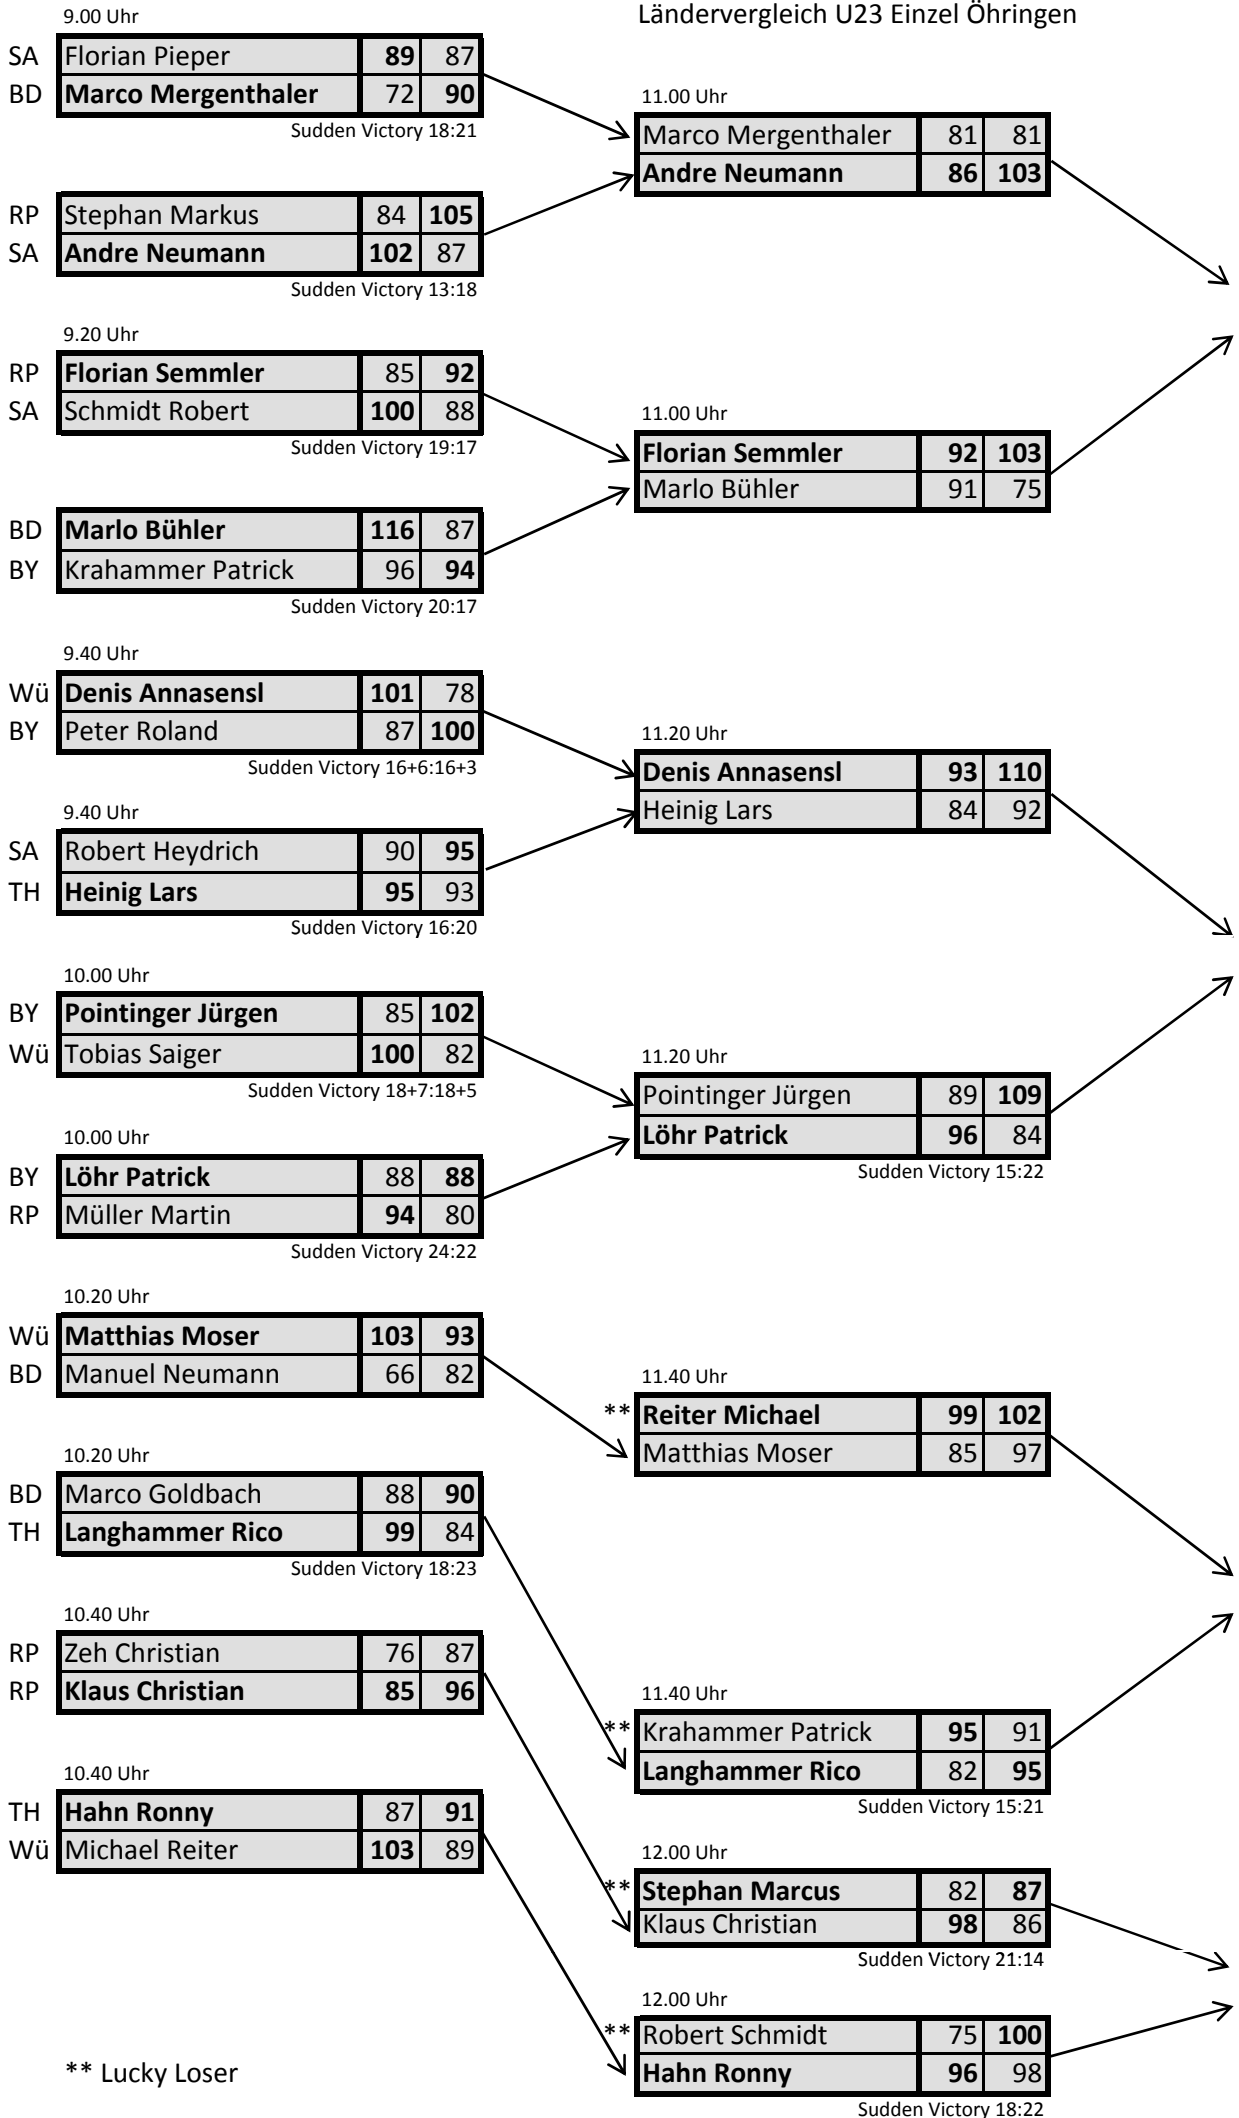 Ländervergleich U23 Einzel Öhringen
9.00 Uhr
SA Florian Pieper 89 87
BD Marco Mergenthaler 72 90
Sudden Victory 18:21
RP Stephan Markus 84 105
SA Andre Neumann 102 87
Sudden Victory 13:18
9.20 Uhr
RP Florian Semmler 85 92
SA Schmidt Robert 100 88
Sudden Victory 19:17
BD Marlo Bühler 116 87
BY Krahammer Patrick 96 94
Sudden Victory 20:17
9.40 Uhr
Wü Denis Annasensl 101 78
BY Peter Roland 87 100
Sudden Victory 16+6:16+3
9.40 Uhr
SA Robert Heydrich 90 95
TH Heinig Lars 95 93
Sudden Victory 16:20
10.00 Uhr
BY Pointinger Jürgen 85 102
Wü Tobias Saiger 100 82
Sudden Victory 18+7:18+5
10.00 Uhr
BY Löhr Patrick 88 88
RP Müller Martin 94 80
Sudden Victory 24:22
10.20 Uhr
Wü Matthias Moser 103 93
BD Manuel Neumann 66 82
10.20 Uhr
BD Marco Goldbach 88 90
TH Langhammer Rico 99 84
Sudden Victory 18:23
10.40 Uhr
RP Zeh Christian 76 87
RP Klaus Christian 85 96
10.40 Uhr
TH Hahn Ronny 87 91
Wü Michael Reiter 103 89
** Lucky Loser
11.00 Uhr
Marco Mergenthaler 81 81
Andre Neumann 86 103
11.00 Uhr
Florian Semmler 92 103
Marlo Bühler 91 75
11.20 Uhr
Denis Annasensl 93 110
Heinig Lars 84 92
11.20 Uhr
Pointinger Jürgen 89 109
Löhr Patrick 96 84
Sudden Victory 15:22
11.40 Uhr
** Reiter Michael 99 102
Matthias Moser 85 97
11.40 Uhr
** Krahammer Patrick 95 91
Langhammer Rico 82 95
Sudden Victory 15:21
12.00 Uhr
** Stephan Marcus 82 87
Klaus Christian 98 86
Sudden Victory 21:14
12.00 Uhr
** Robert Schmidt 75 100
Hahn Ronny 96 98
Sudden Victory 18:22